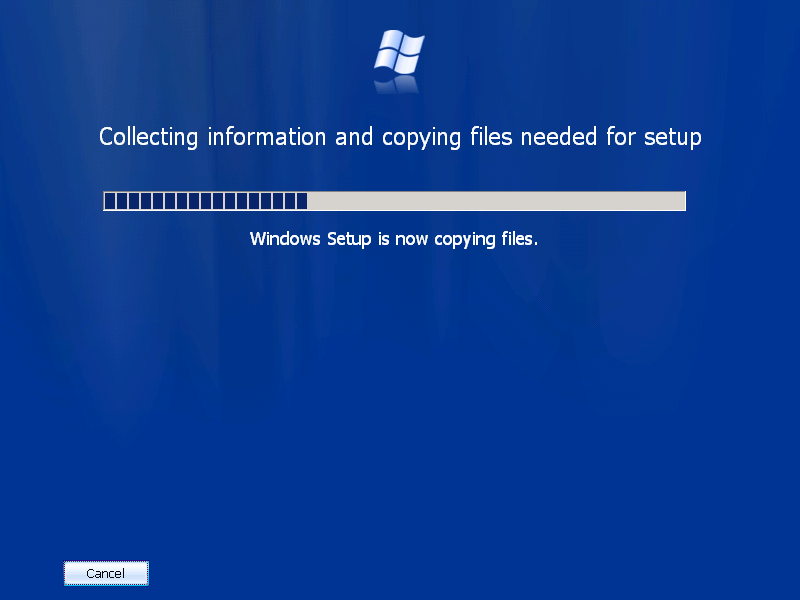 Collecting information and copying files needed for setup
Windows Setup is now copying files.
Cancel